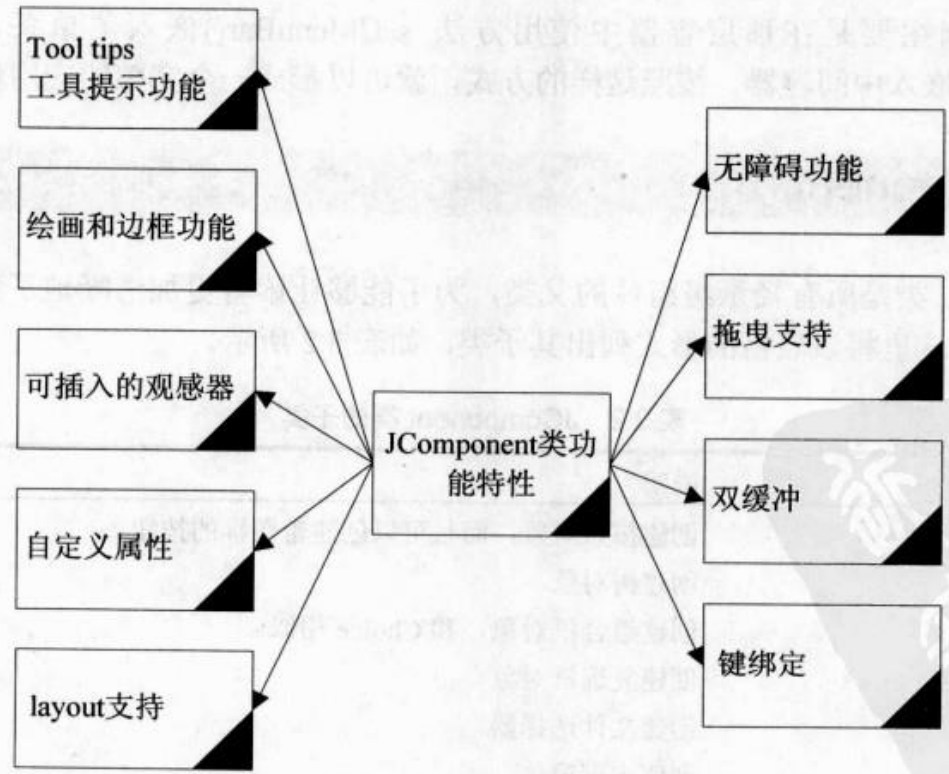 Tool tips
工具提示功能
绘画和边框功能
可插入的观感器
自定义属性
layout支持
JComponent类功
能特性
无障碍功能
拖曳支持
双缓冲
键绑定